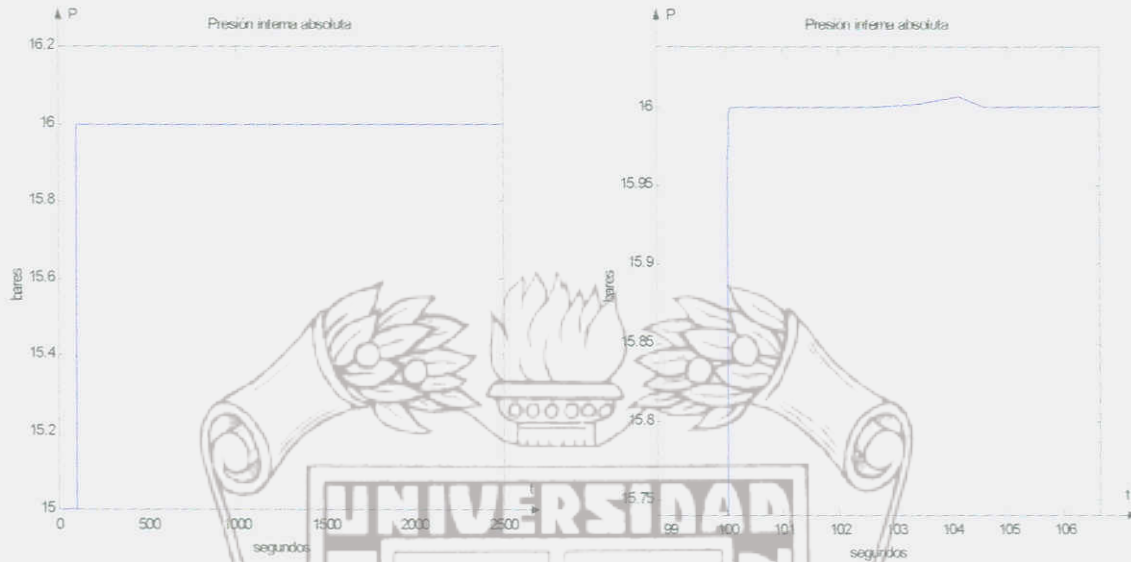 P
Presión interna absoluta
16.2
16
15.8
15.6
15.4
15.2
15
bares
0 500 1000 1500 2000 2500
t
segundos
P
Presión interna absoluta
16
15.95
15.9
15.85
15.8
15.75
bares
99 100 101 102 103 104 105 106
t
segundos
UNIVERSIDAD